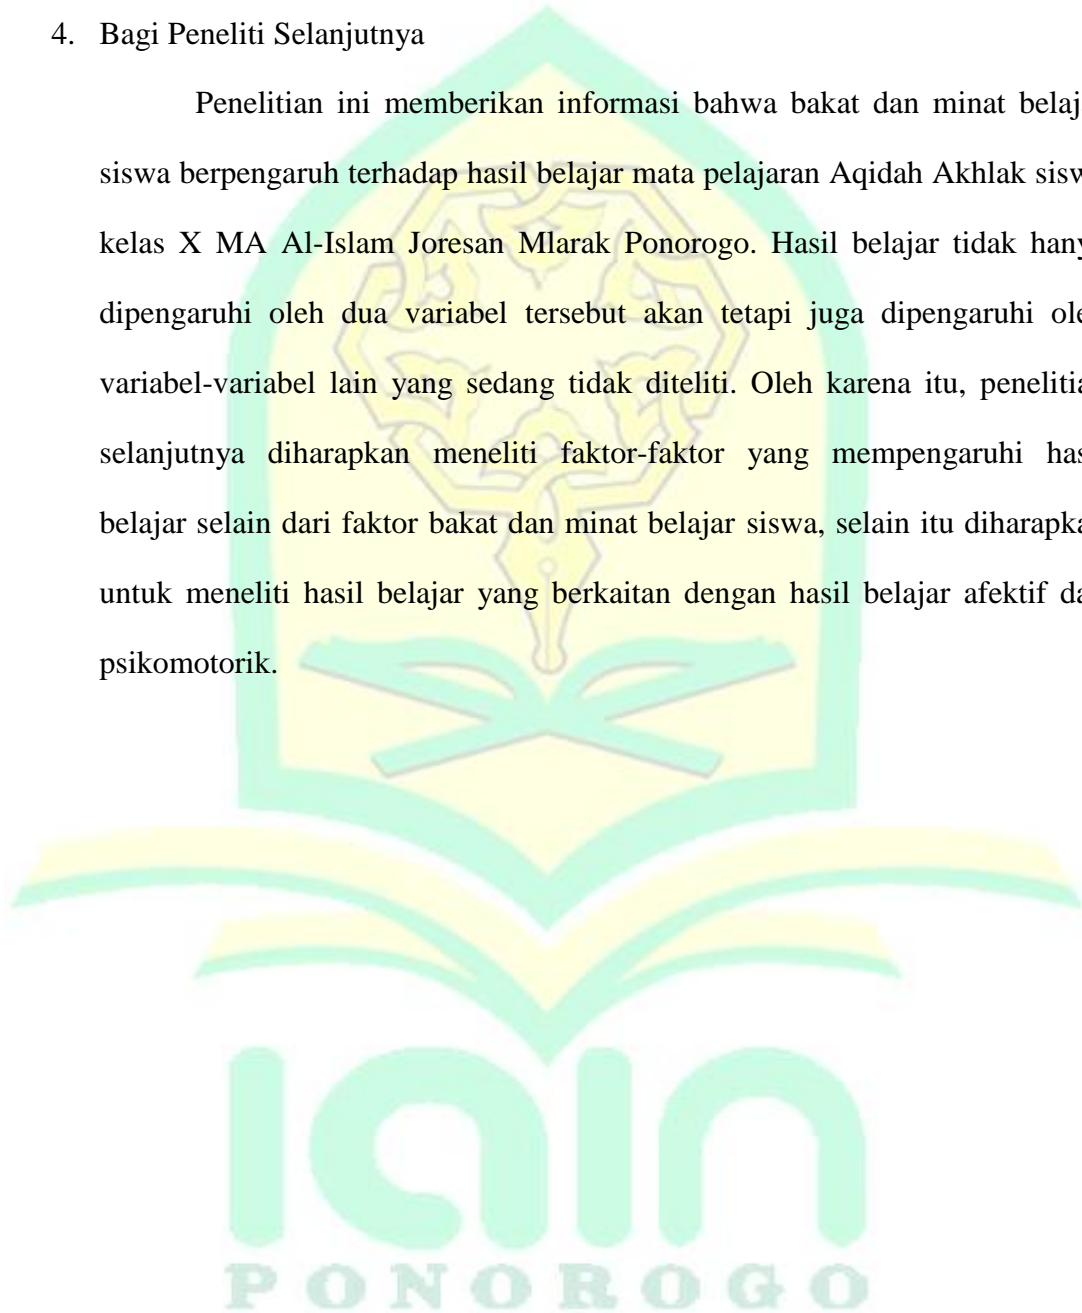 4. Bagi Peneliti Selanjutnya
Penelitian ini memberikan informasi bahwa bakat dan minat belaj
siswa berpengaruh terhadap hasil belajar mata pelajaran Aqidah Akhlak sisw
kelas X MA Al-Islam Joresan Mlarak Ponorogo. Hasil belajar tidak hany
dipengaruhi oleh dua variabel tersebut akan tetapi juga dipengaruhi ole
variabel-variabel lain yang sedang tidak diteliti. Oleh karena itu, penelitia
selanjutnya diharapkan meneliti faktor-faktor yang mempengaruhi has
belajar selain dari faktor bakat dan minat belajar siswa, selain itu diharapka
untuk meneliti hasil belajar yang berkaitan dengan hasil belajar afektif da
psikomotorik.
IAIN
PONOROGO